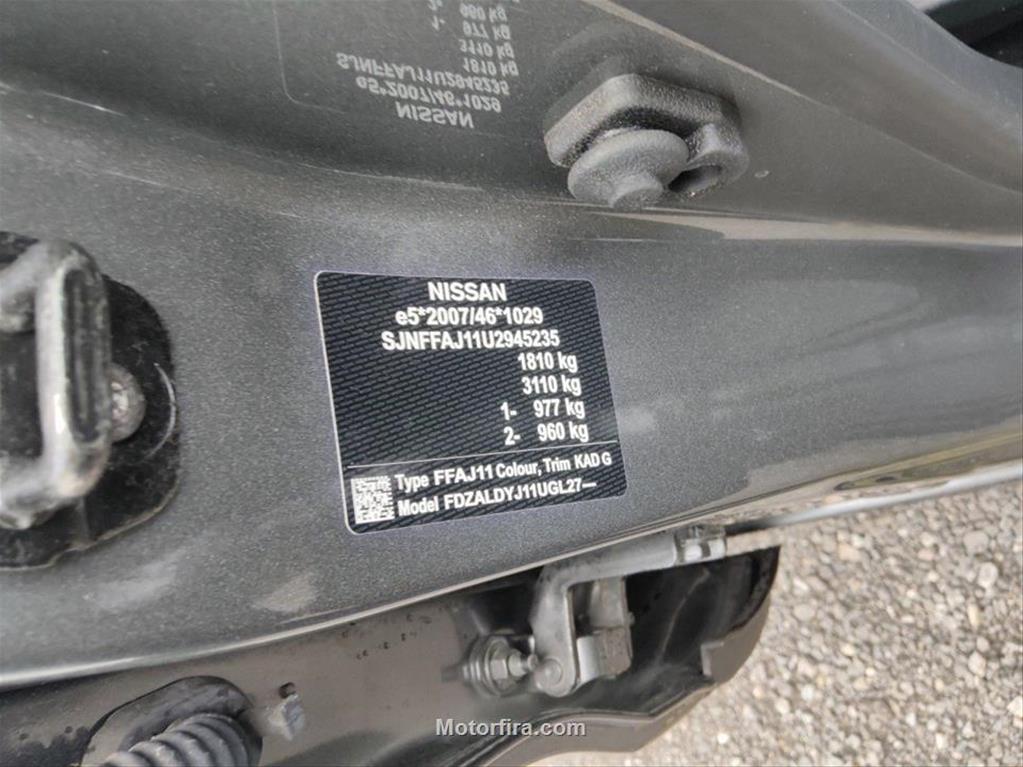 NISSAN
e5*2007/46*1029
SJNFFAJ11U2945235
1810 kg
3110 kg
1- 977 kg
2- 960 kg
Type FFAJ11 Colour, Trim KAD G
Model FDZALDYJ11UGL27—
Motorfira.com